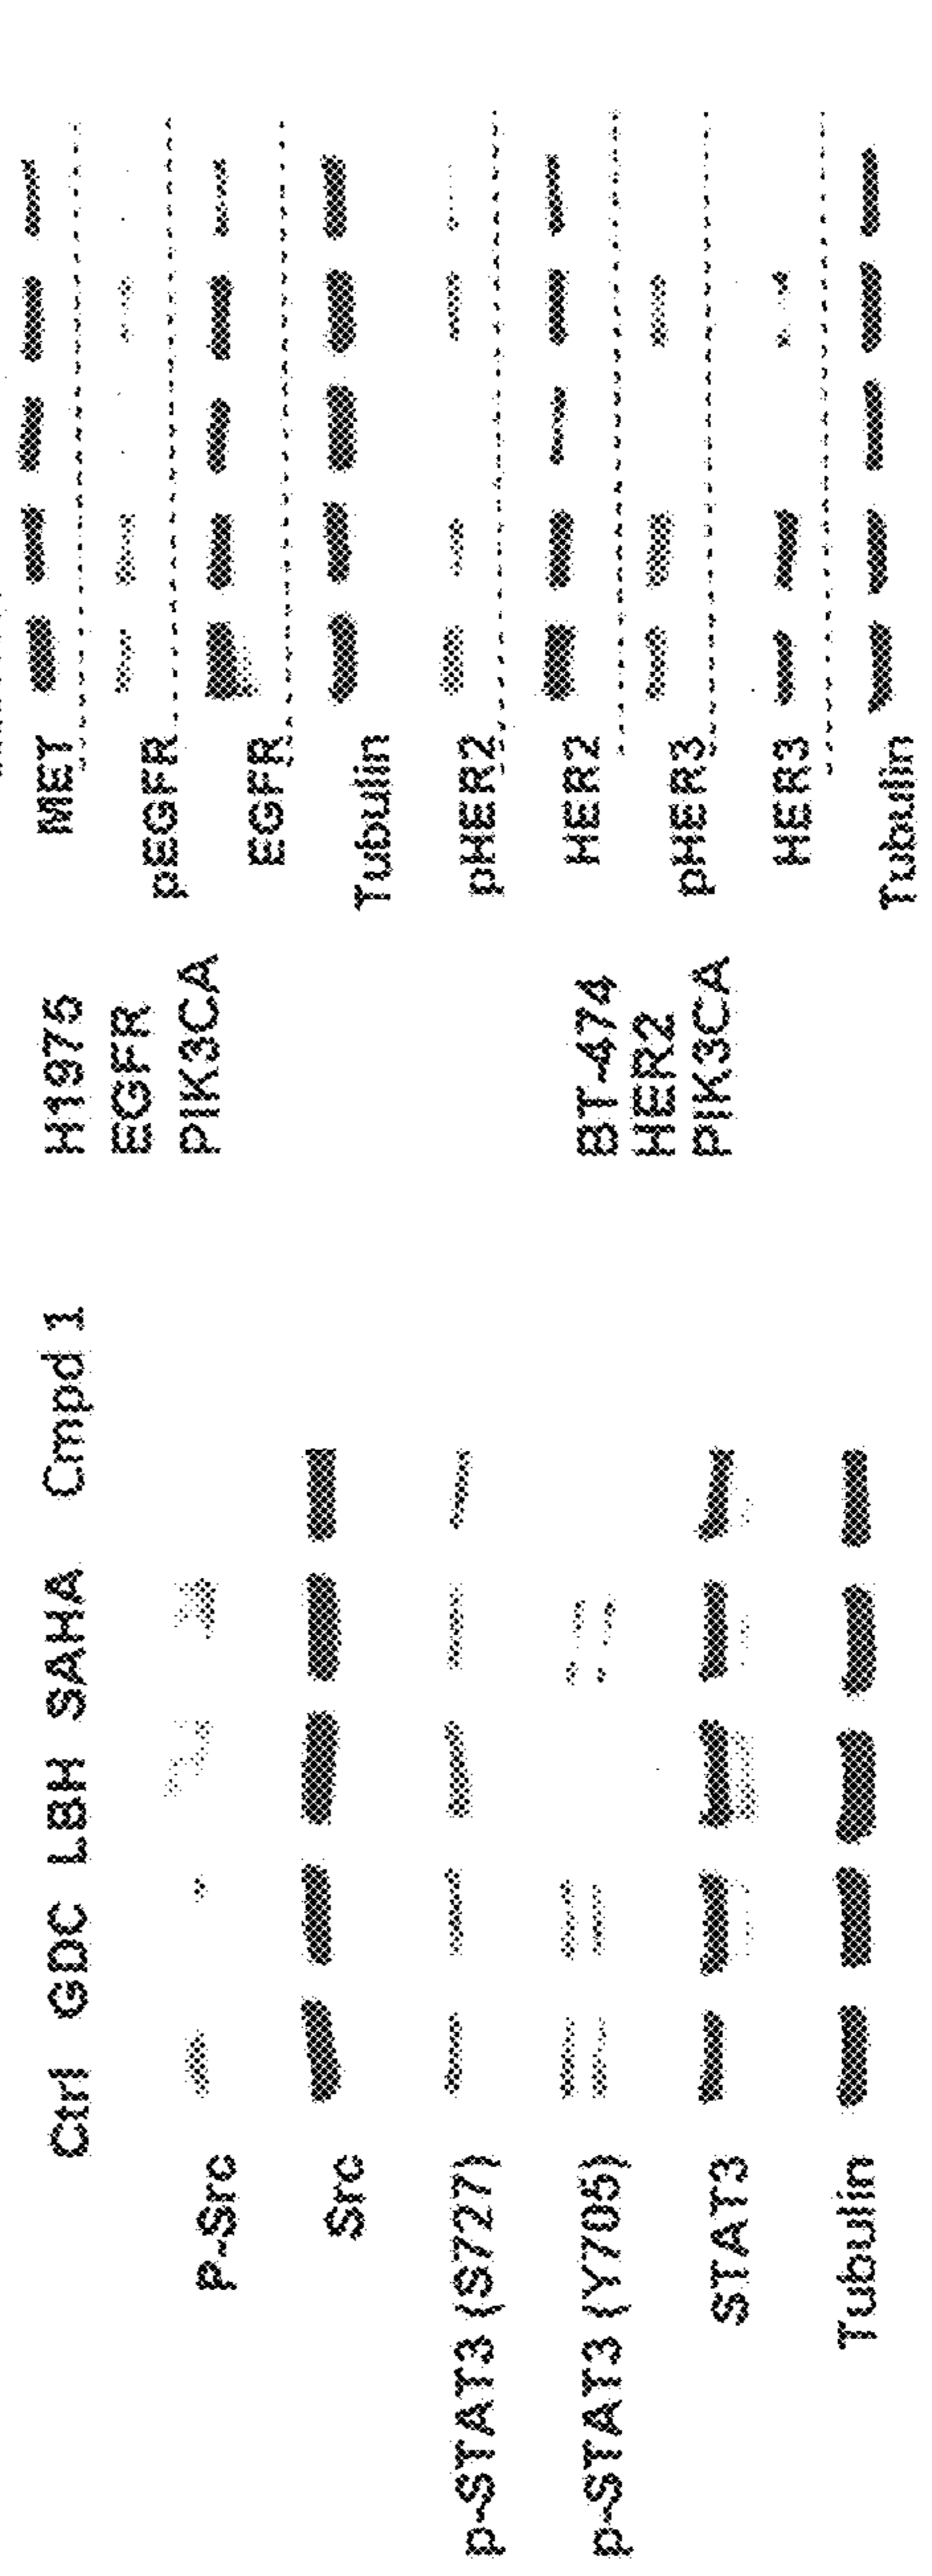 Ctrl GDC LBH SAHA Cmpd 1
P-Src
Src
p-STAT3 (S727)
p-STAT3 (Y705)
STAT3
Tubulin
H1975
EGFR
PIK3CA
MET
pEGFR
EGFR
Tubulin
BT-474
HER2
PIK3CA
pHER2
HER2
pHER3
HER3
Tubulin